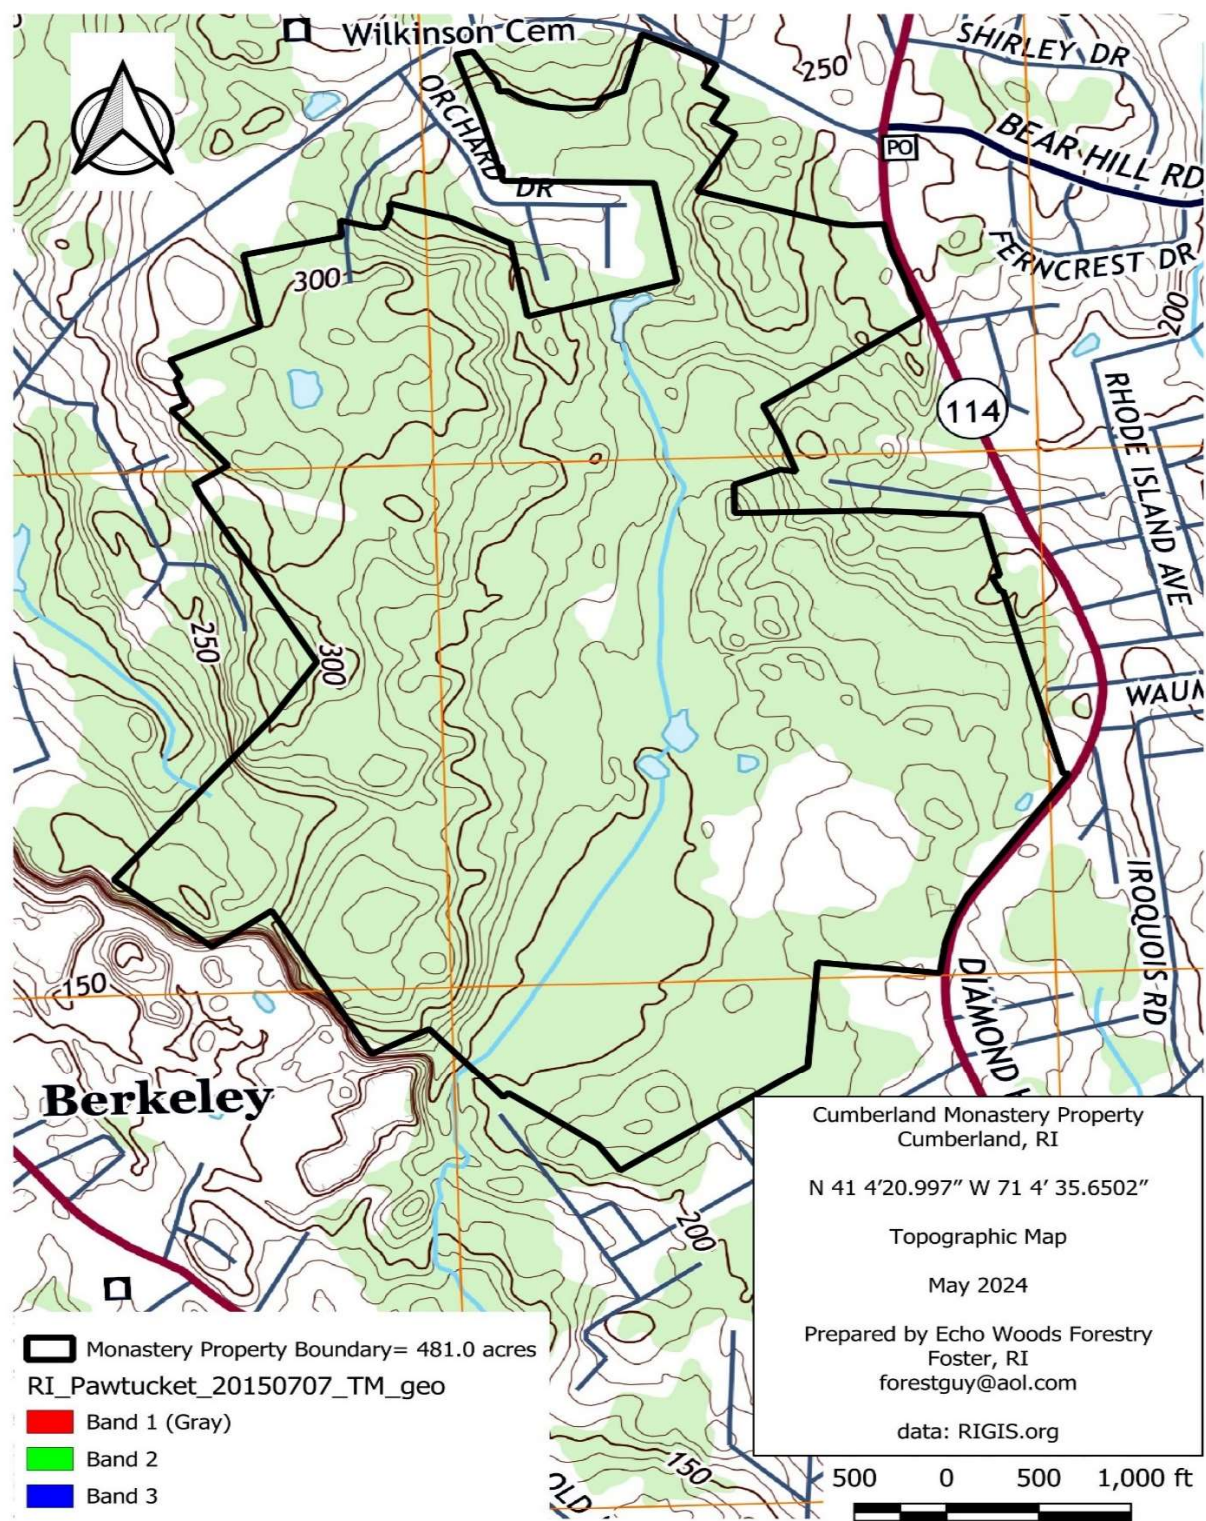 Wilkinson Cem
250
SHIRLEY DR
ORCHARD DR
PO
BEAR HILL RD
FERNCREST DR
300
200
114
RHODE ISLAND AVE
250
300
WAUM
IROQUOIS RD
150
DIAMOND H
Berkeley
Cumberland Monastery Property
Cumberland, RI
N 41 4'20.997" W 71 4' 35.6502"
Topographic Map
May 2024
Prepared by Echo Woods Forestry
Foster, RI
forestguy@aol.com
data: RIGIS.org
200
Monastery Property Boundary= 481.0 acres
RI_Pawtucket_20150707_TM_geo
Band 1 (Gray)
Band 2
Band 3
150
OLD
500 0 500 1,000 ft